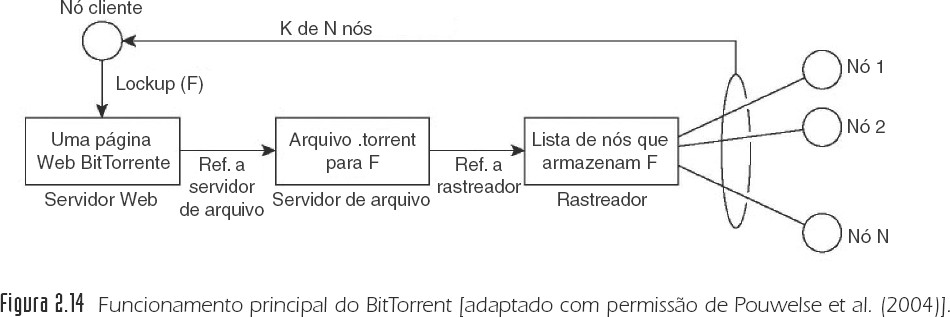 Nó cliente
K de N nós
Lockup (F)
Nó 1
Nó 2
Nó N
Uma página
Web BitTorrente
Servidor Web
Ref. a
servidor
de arquivo
Arquivo .torrent
para F
Servidor de arquivo
Ref. a
rastreador
Lista de nós que
armazenam F
Rastreador
Figura 2.14 Funcionamento principal do BitTorrent [adaptado com permissão de Pouwelse et al. (2004)].